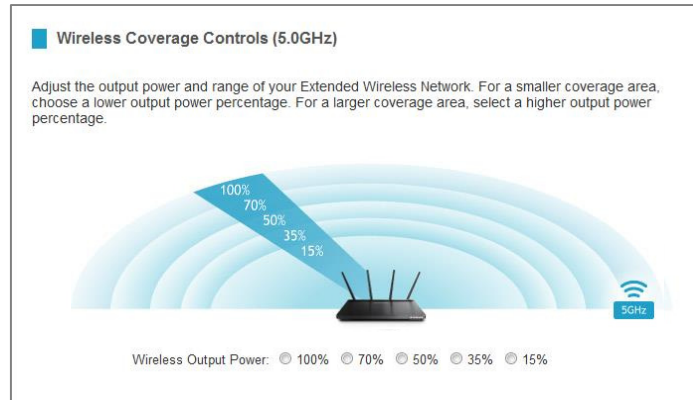 Wireless Coverage Controls (5.0GHz)
Adjust the output power and range of your Extended Wireless Network. For a smaller coverage area,
choose a lower output power percentage. For a larger coverage area, select a higher output power
percentage.
100%
70%
50%
35%
15%
5GHz
Wireless Output Power: 100% 70% 50% 35% 15%